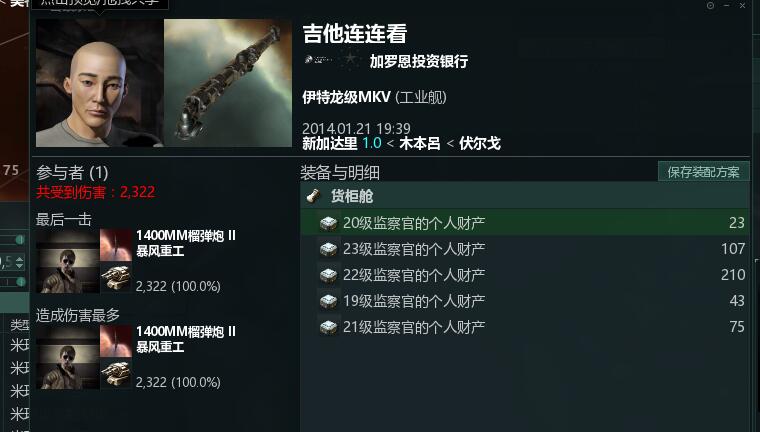 吉他连连看
加罗恩投资银行
伊特龙级MKV (工业舰)
2014.01.21 19:39
新加达里 1.0 < 木本吕 < 伏尔戈
75
参与者 (1)
共受到伤害：2,322
最后一击
1400MM榴弹炮 II
暴风重工
2,322 (100.0%)
造成伤害最多
1400MM榴弹炮 II
暴风重工
2,322 (100.0%)
装备与明细
保存装配方案
货柜舱
20级监察官的个人财产 23
23级监察官的个人财产 107
22级监察官的个人财产 210
19级监察官的个人财产 43
21级监察官的个人财产 75
类型